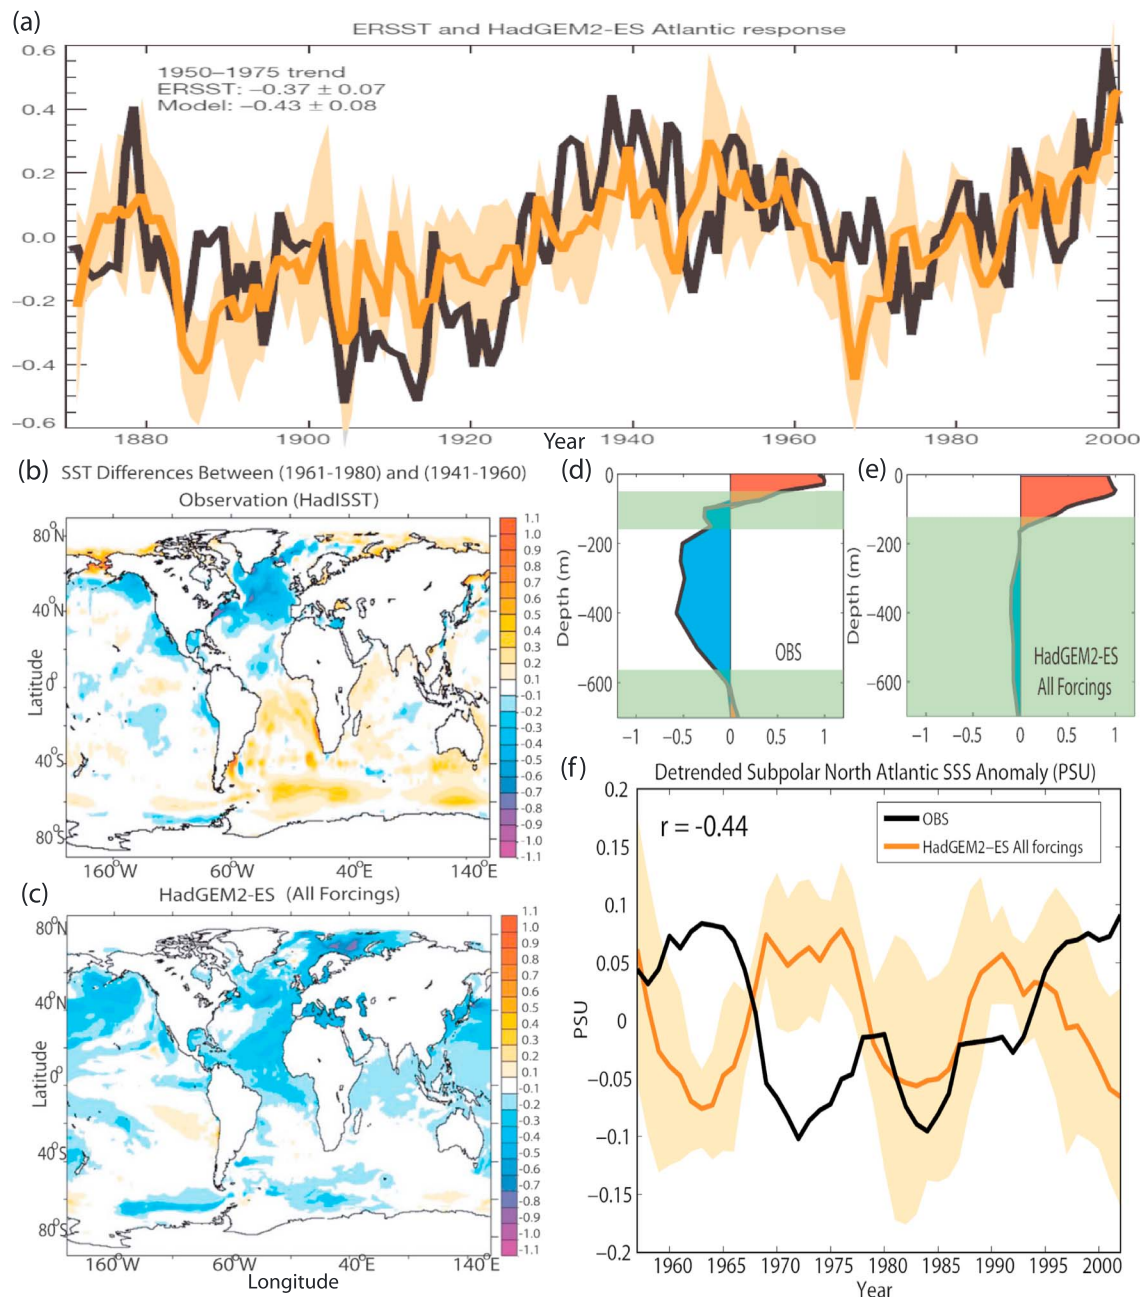 (a)
ERSST and HadGEM2-ES Atlantic response
1950–1975 trend
ERSST: −0.37 ± 0.07
Model: −0.43 ± 0.08
0.6
0.4
0.2
0.0
−0.2
−0.4
−0.6
1880
1900
1920
Year
1940
1960
1980
2000
(b)
SST Differences Between (1961-1980) and (1941-1960)
Observation (HadISST)
80°N
40°N
0°
40°S
80°S
Latitude
160°W
60°W
40°E
140°E
1.1
1.0
0.9
0.8
0.7
0.6
0.5
0.4
0.3
0.2
0.1
-0.1
-0.2
-0.3
-0.4
-0.5
-0.6
-0.7
-0.8
-0.9
-1.0
-1.1
(c)
HadGEM2-ES (All Forcings)
80°N
40°N
0°
40°S
80°S
Latitude
160°W
60°W
40°E
140°E
Longitude
1.1
1.0
0.9
0.8
0.7
0.6
0.5
0.4
0.3
0.2
0.1
-0.1
-0.2
-0.3
-0.4
-0.5
-0.6
-0.7
-0.8
-0.9
-1.0
-1.1
(d)
0
−200
−400
−600
Depth (m)
OBS
−1
−0.5
0
0.5
1
(e)
0
−200
−400
−600
Depth (m)
HadGEM2-ES
All Forcings
−1
−0.5
0
0.5
1
(f)
Detrended Subpolar North Atlantic SSS Anomaly (PSU)
r = -0.44
OBS
HadGEM2−ES All forcings
0.2
0.15
0.1
0.05
0
−0.05
−0.1
−0.15
−0.2
PSU
1960
1965
1970
1975
1980
1985
1990
1995
2000
Year